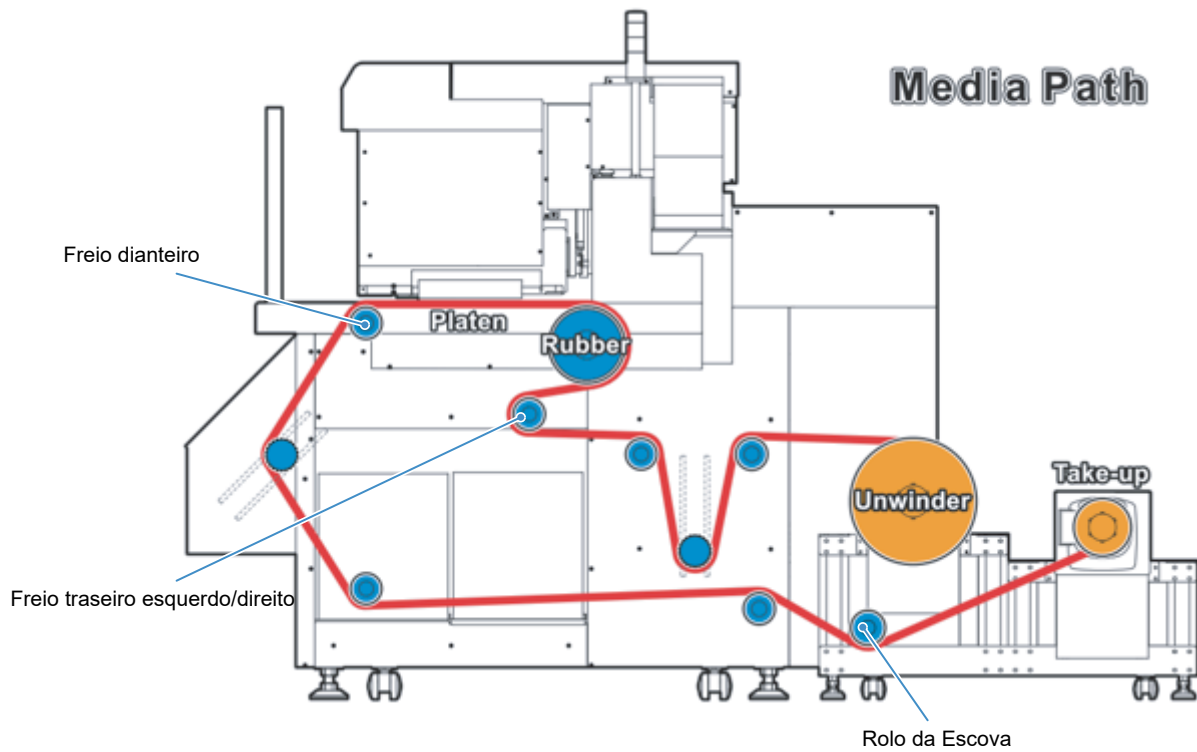 Media Path
Freio dianteiro
Platen
Rubber
Take-up
Unwinder
Freio traseiro esquerdo/direito
Rolo da Escova